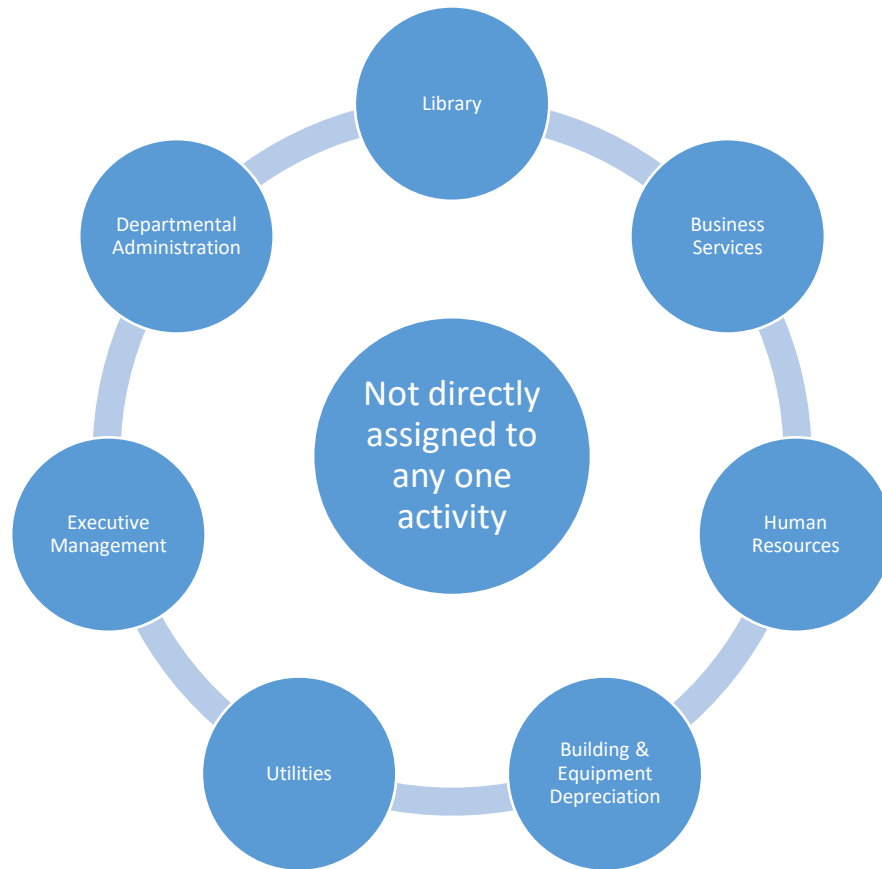 Library
Business
Services
Human
Resources
Building &
Equipment
Depreciation
Utilities
Executive
Management
Departmental
Administration
Not directly
assigned to
any one
activity